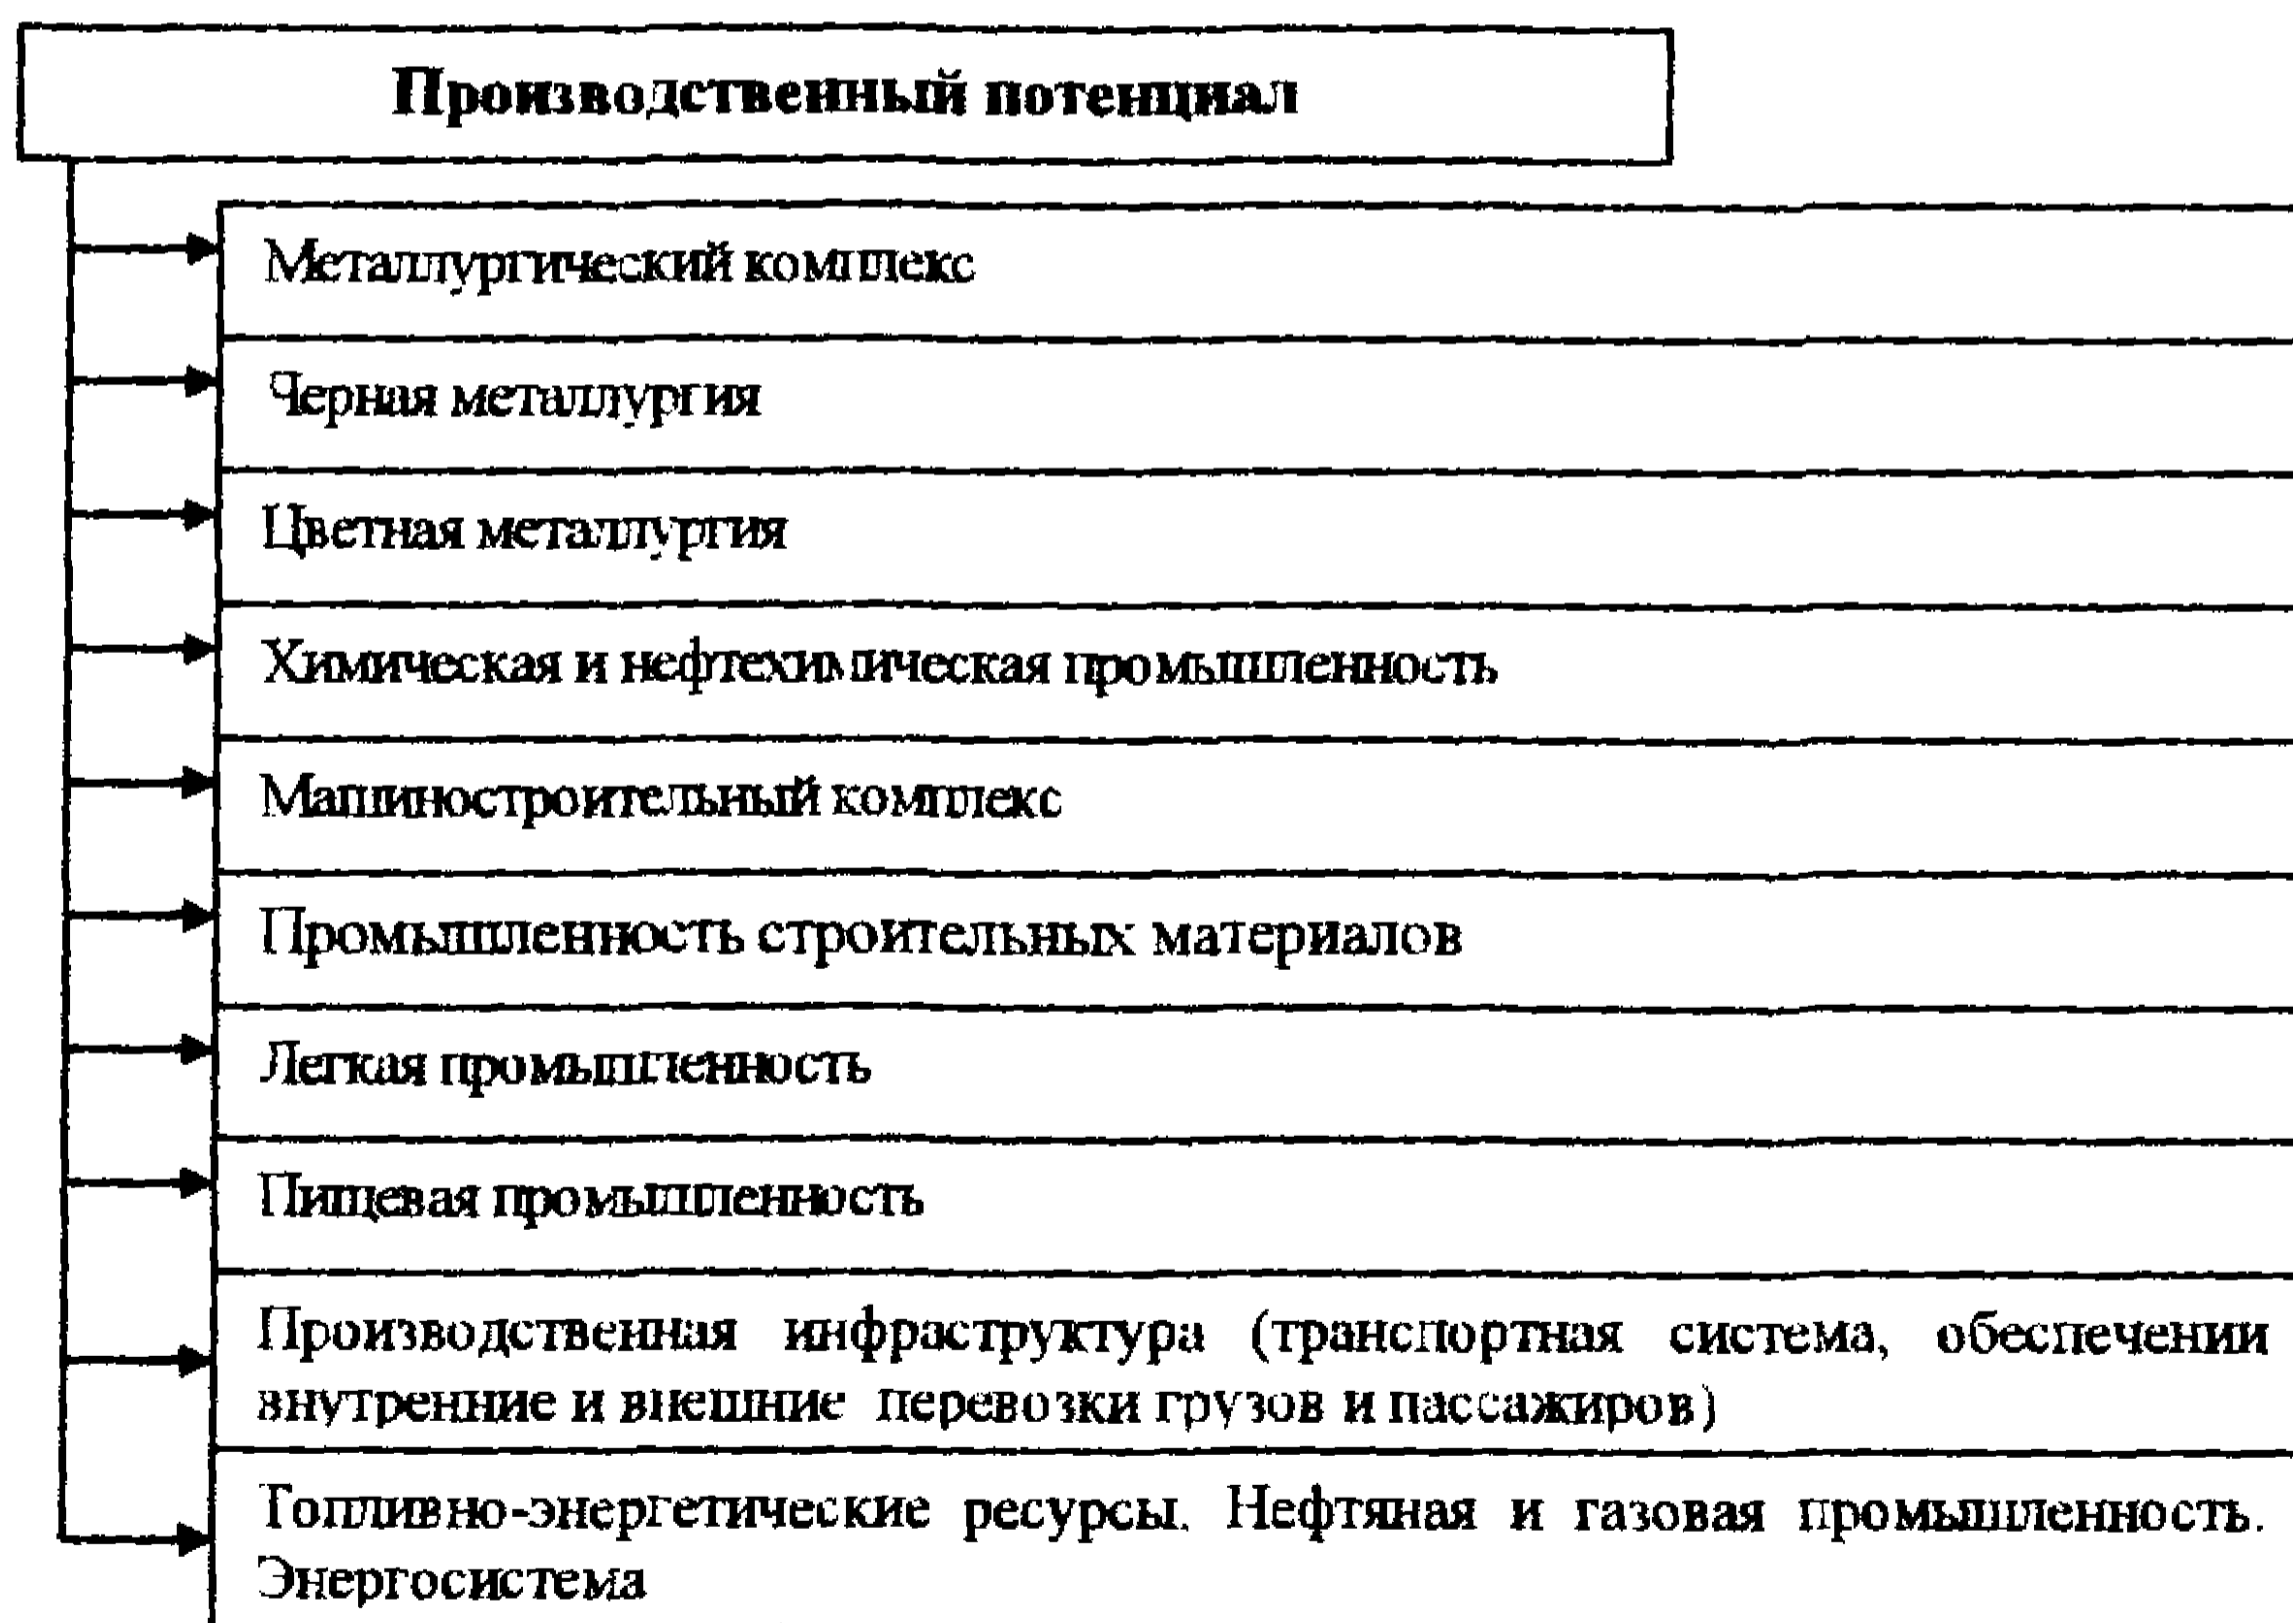 Производственный потенциал
Металлургический комплекс
Черная металлургия
Цветная металлургия
Химическая и нефтехимическая промышленность
Машиностроительный комплекс
Промышленность строительных материалов
Легкая промышленность
Пищевая промышленность
Производственная инфраструктура (транспортная система, обеспечении
внутренние и внешние перевозки грузов и пассажиров)
Топливно-энергетические ресурсы. Нефтяная и газовая промышленность.
Энергосистема